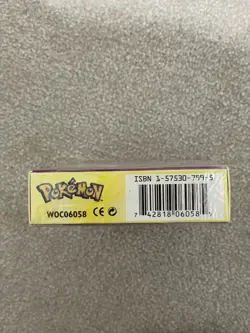 ISBN 1-57530-799-5
POKéMON
WOC06058 CE
7 42818 06058